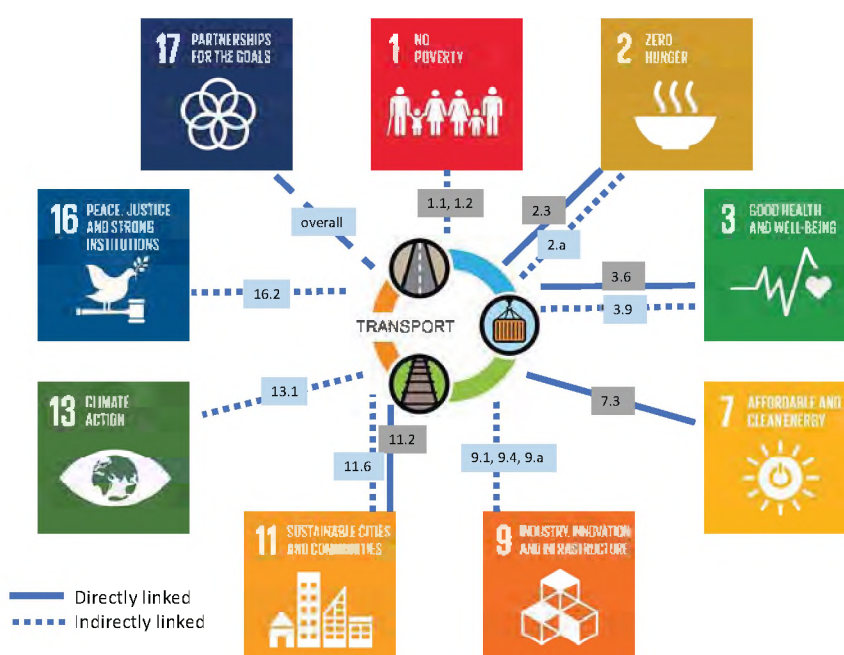 17 PARTNERSHIPS
FOR THE GOALS
1 NO
POVERTY
2 ZERO
HUNGER
1.1, 1.2
2.3
2.a
overall
16 PEACE, JUSTICE
AND STRONG
INSTITUTIONS
3 GOOD HEALTH
AND WELL-BEING
16.2
3.6
3.9
TRANSPORT
13 CLIMATE
ACTION
13.1
7.3
7 AFFORDABLE AND
CLEAN ENERGY
11.2
11.6
9.1, 9.4, 9.a
11 SUSTAINABLE CITIES
AND COMMUNITIES
9 INDUSTRY, INNOVATION
AND INFRASTRUCTURE
Directly linked
Indirectly linked